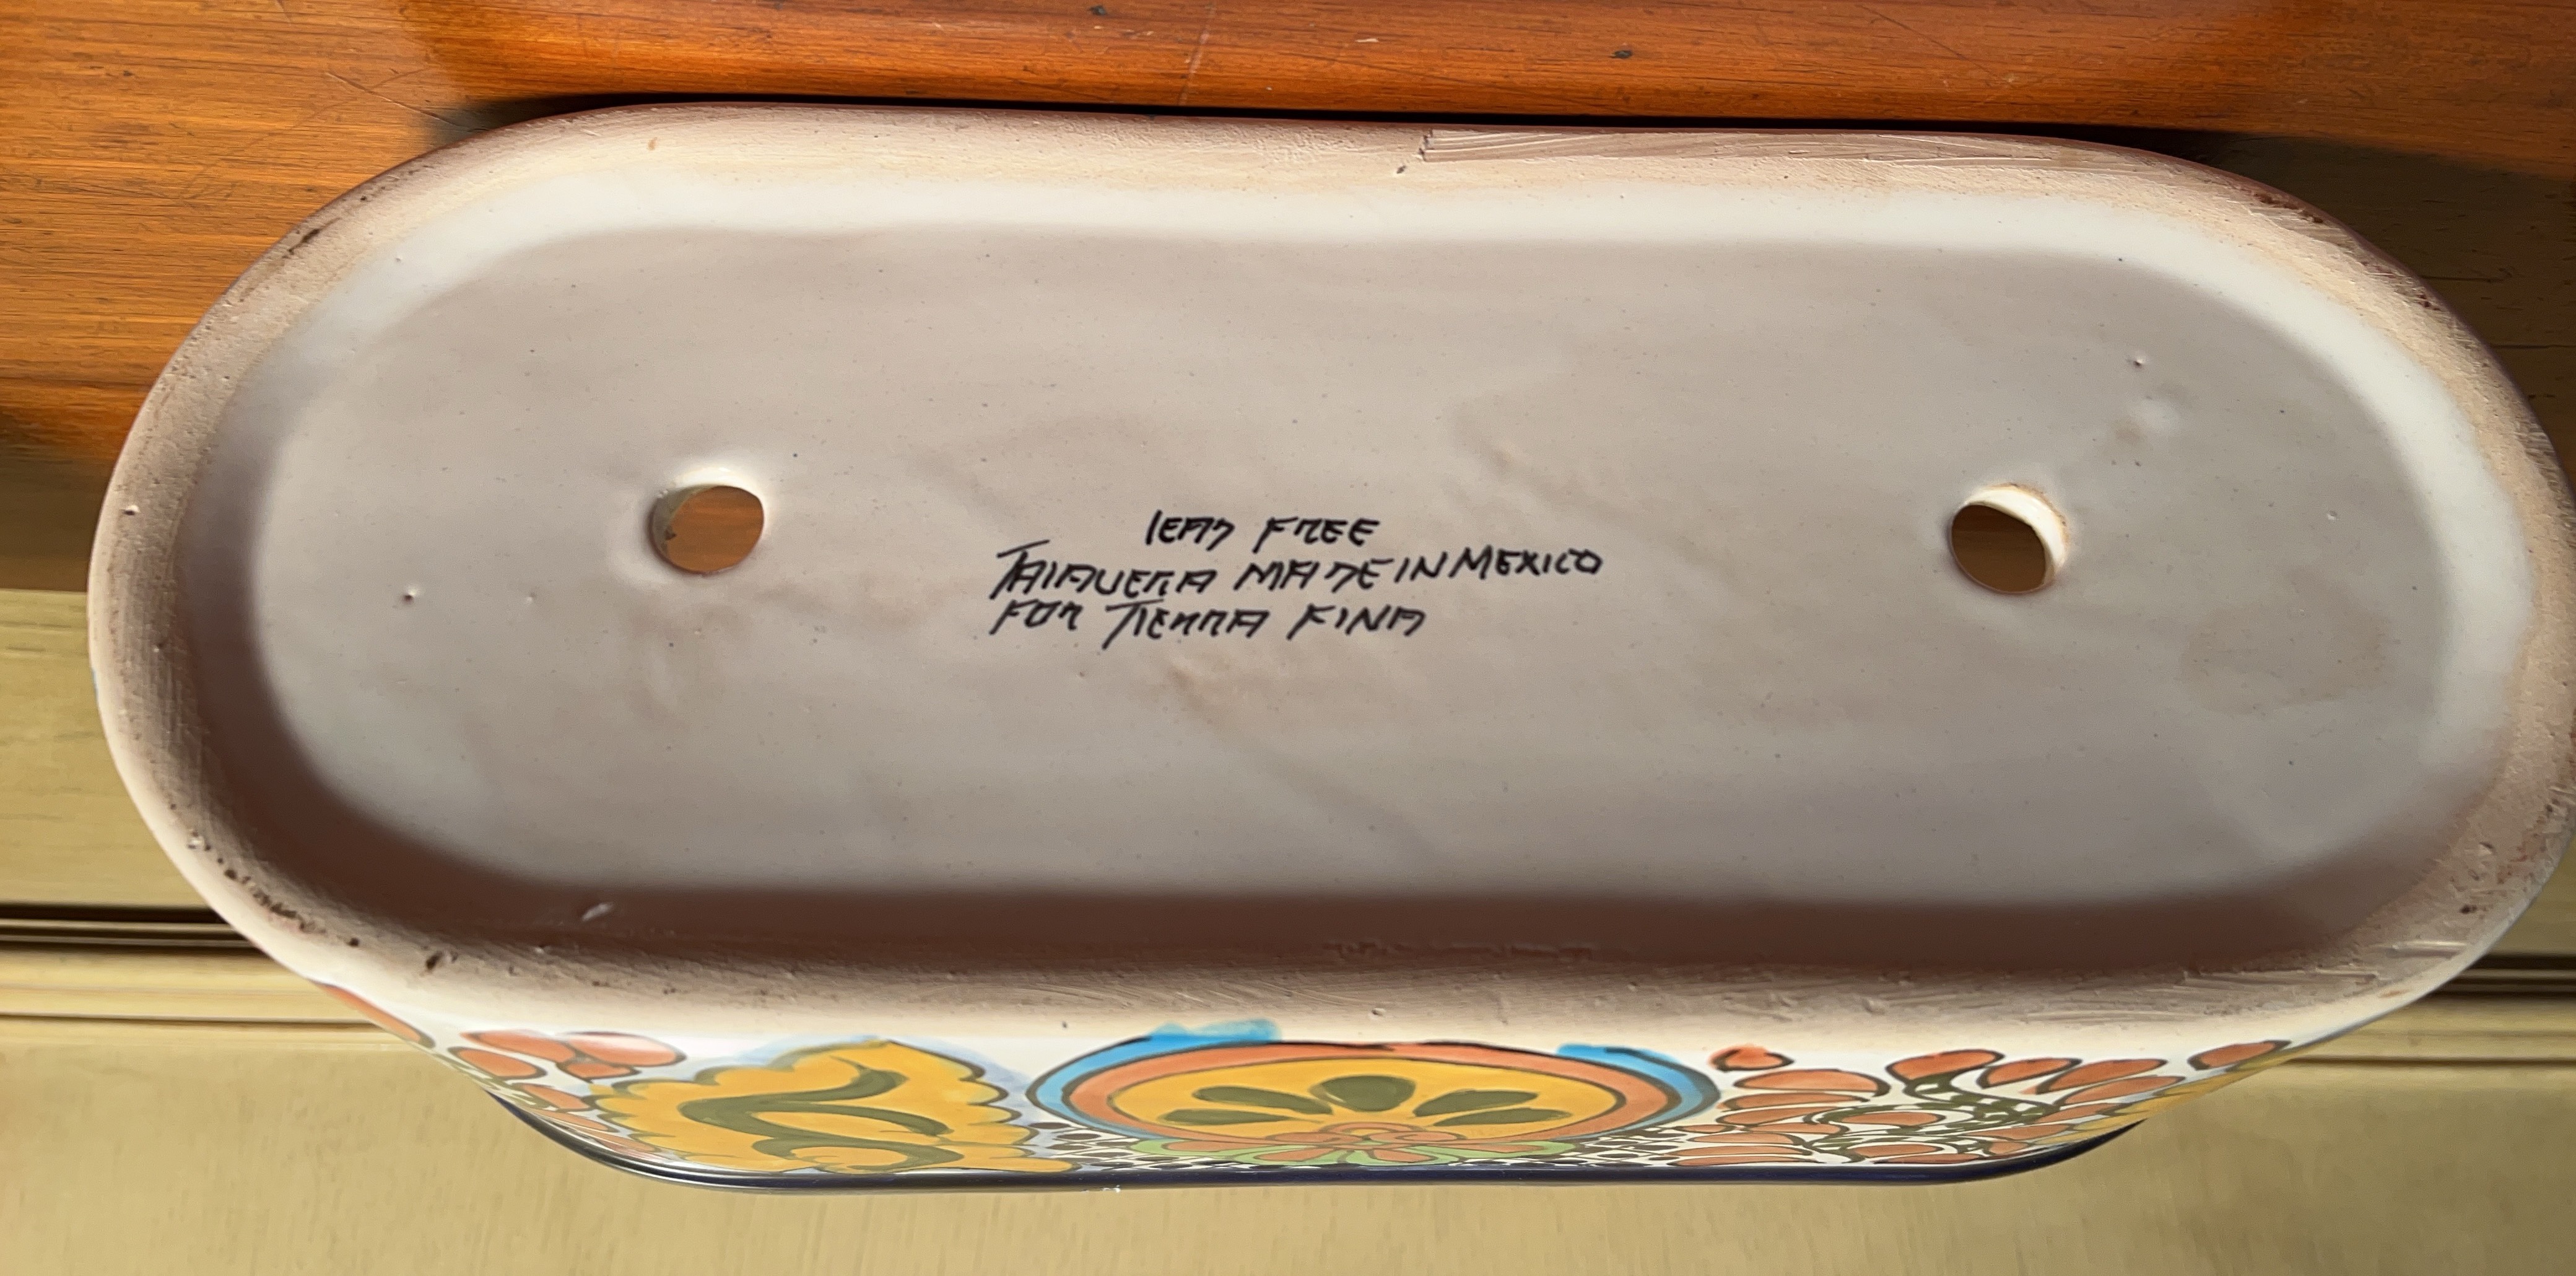 lEAD FREE
TAlAVERA MADE IN MEXICO
FOR TIERRA FINA